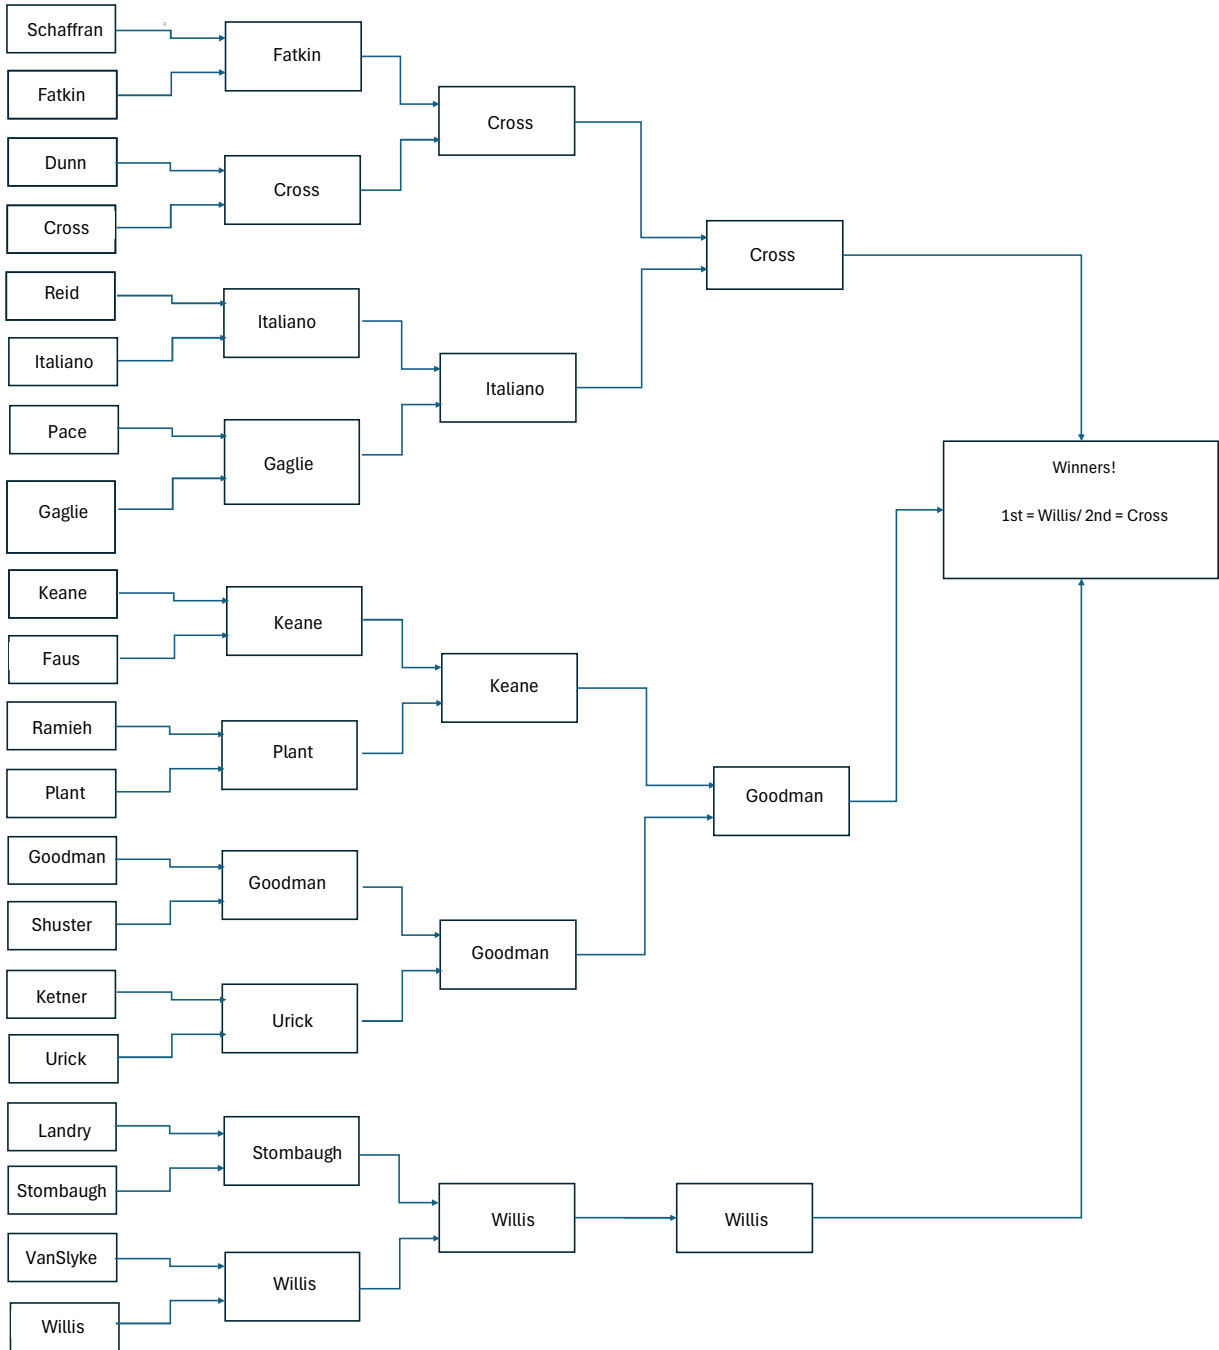 Schaffran
Fatkin
Dunn
Cross
Reid
Italiano
Pace
Gaglie
Keane
Faus
Ramieh
Plant
Goodman
Shuster
Ketner
Urick
Landry
Stombaugh
VanSlyke
Willis
Fatkin
Cross
Italiano
Gaglie
Keane
Plant
Goodman
Urick
Stombaugh
Willis
Cross
Italiano
Keane
Goodman
Willis
Cross
Goodman
Willis
Winners!
1st = Willis/ 2nd = Cross